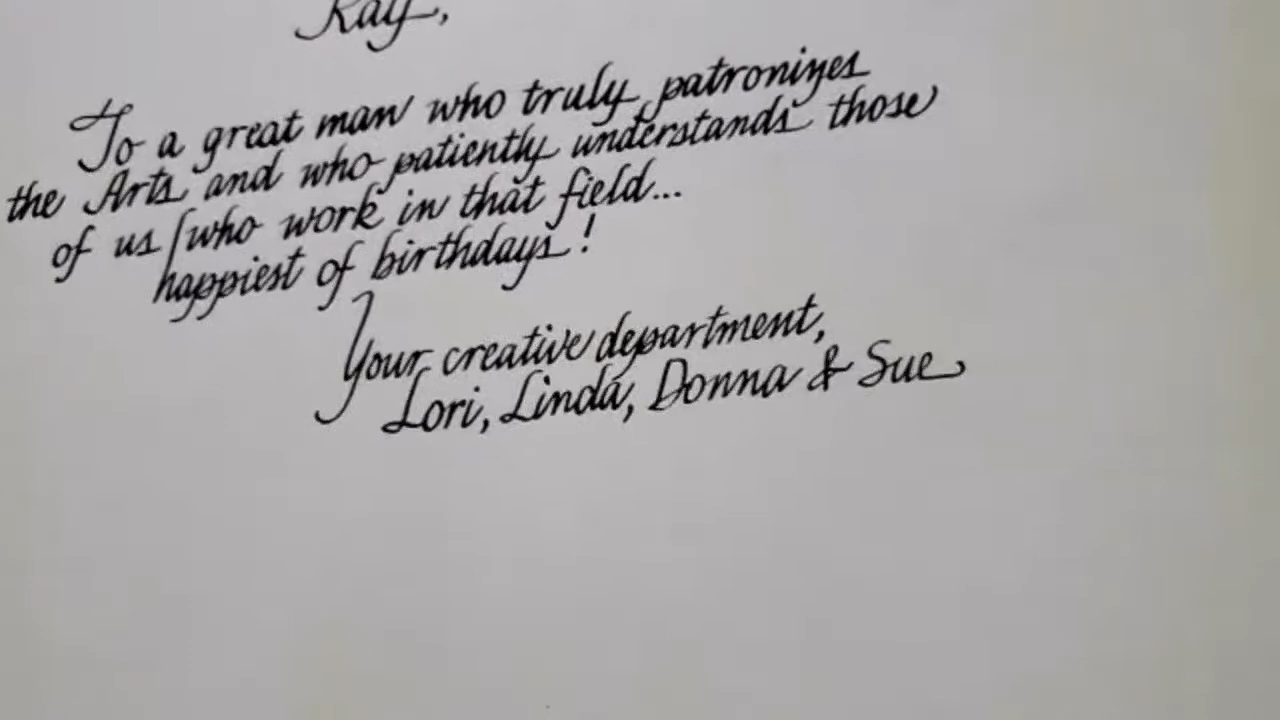 Ray,
To a great man who truly patronizes
the Arts and who patiently understands those
of us who work in that field...
happiest of birthdays!
Your creative department,
Lori, Linda, Donna & Sue